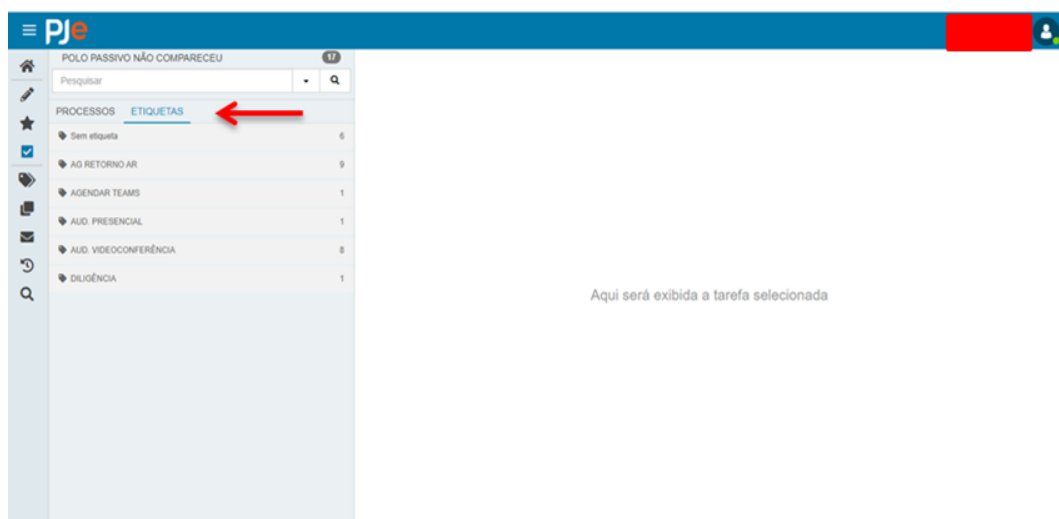 PJe
POLO PASSIVO NÃO COMPARECEU 17
Pesquisar
PROCESSOS ETIQUETAS
Sem etiqueta 6
AG RETORNO AR 9
AGENDAR TEAMS 1
AUD. PRESENCIAL 1
AUD. VIDEOCONFERÊNCIA 8
DILIGÊNCIA 1
Aqui será exibida a tarefa selecionada